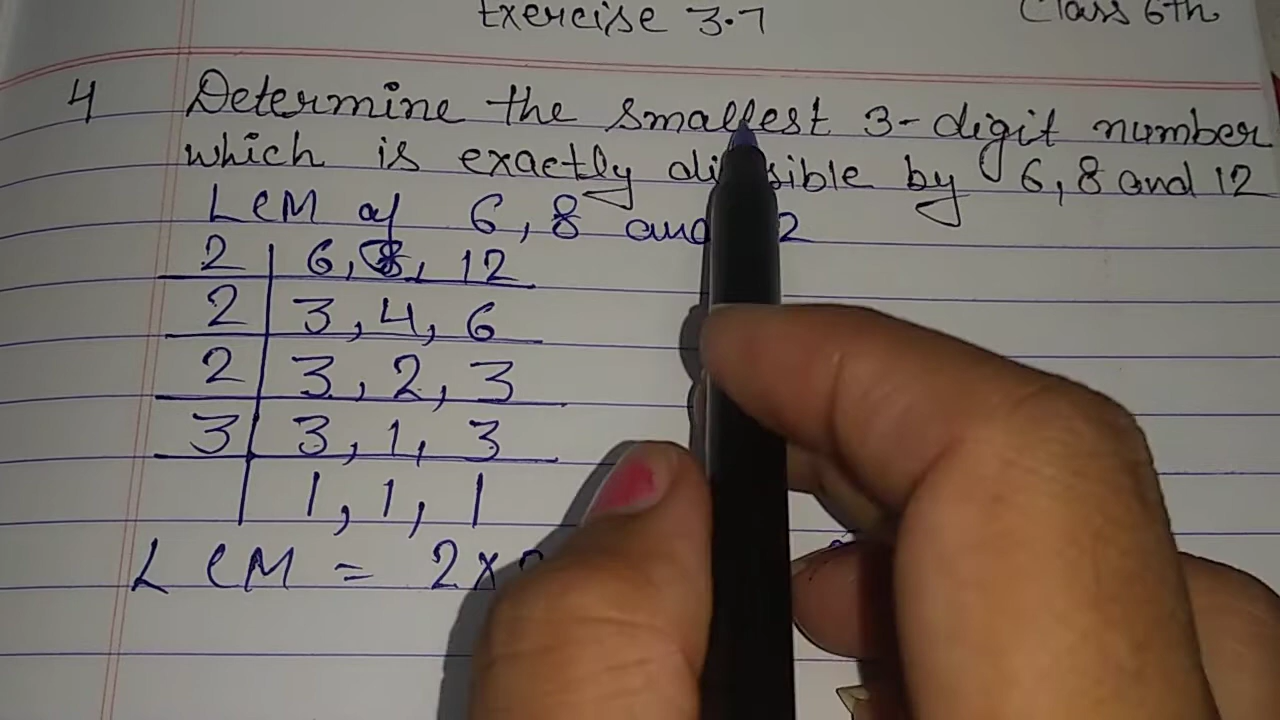 Exercise 3.7 Class 6th
4 Determine the smallest 3-digit number
which is exactly divisible by 6, 8 and 12
LCM of 6, 8 and 2
2 6, 8, 12
2 3, 4, 6
2 3, 2, 3
3 3, 1, 3
1, 1, 1
LCM = 2 ×